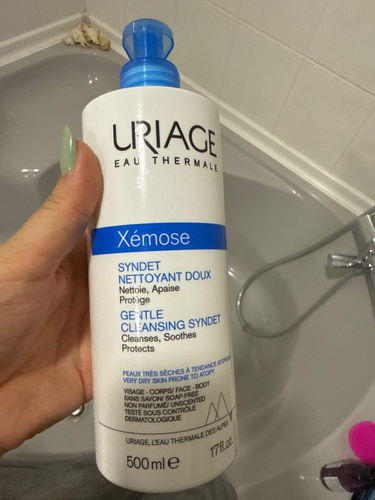 URIAGE
EAU THERMALE
Xémose
SYNDET
NETTOYANT DOUX
Nettoie, Apaise
Protège
GENTLE
CLEANSING SYNDET
Cleanses, Soothes
Protects
PEAUX TRÈS SÈCHES À TENDANCE ATOPIQUE
VERY DRY SKIN PRONE TO ATOPY
VISAGE - CORPS/ FACE - BODY
SANS SAVON/ SOAP-FREE
NON PARFUMÉ/ UNSCENTED
TESTÉ SOUS CONTRÔLE
DERMATOLOGIQUE
URIAGE, L'EAU THERMALE DES ALPES
500 ml e 17fl.oz.